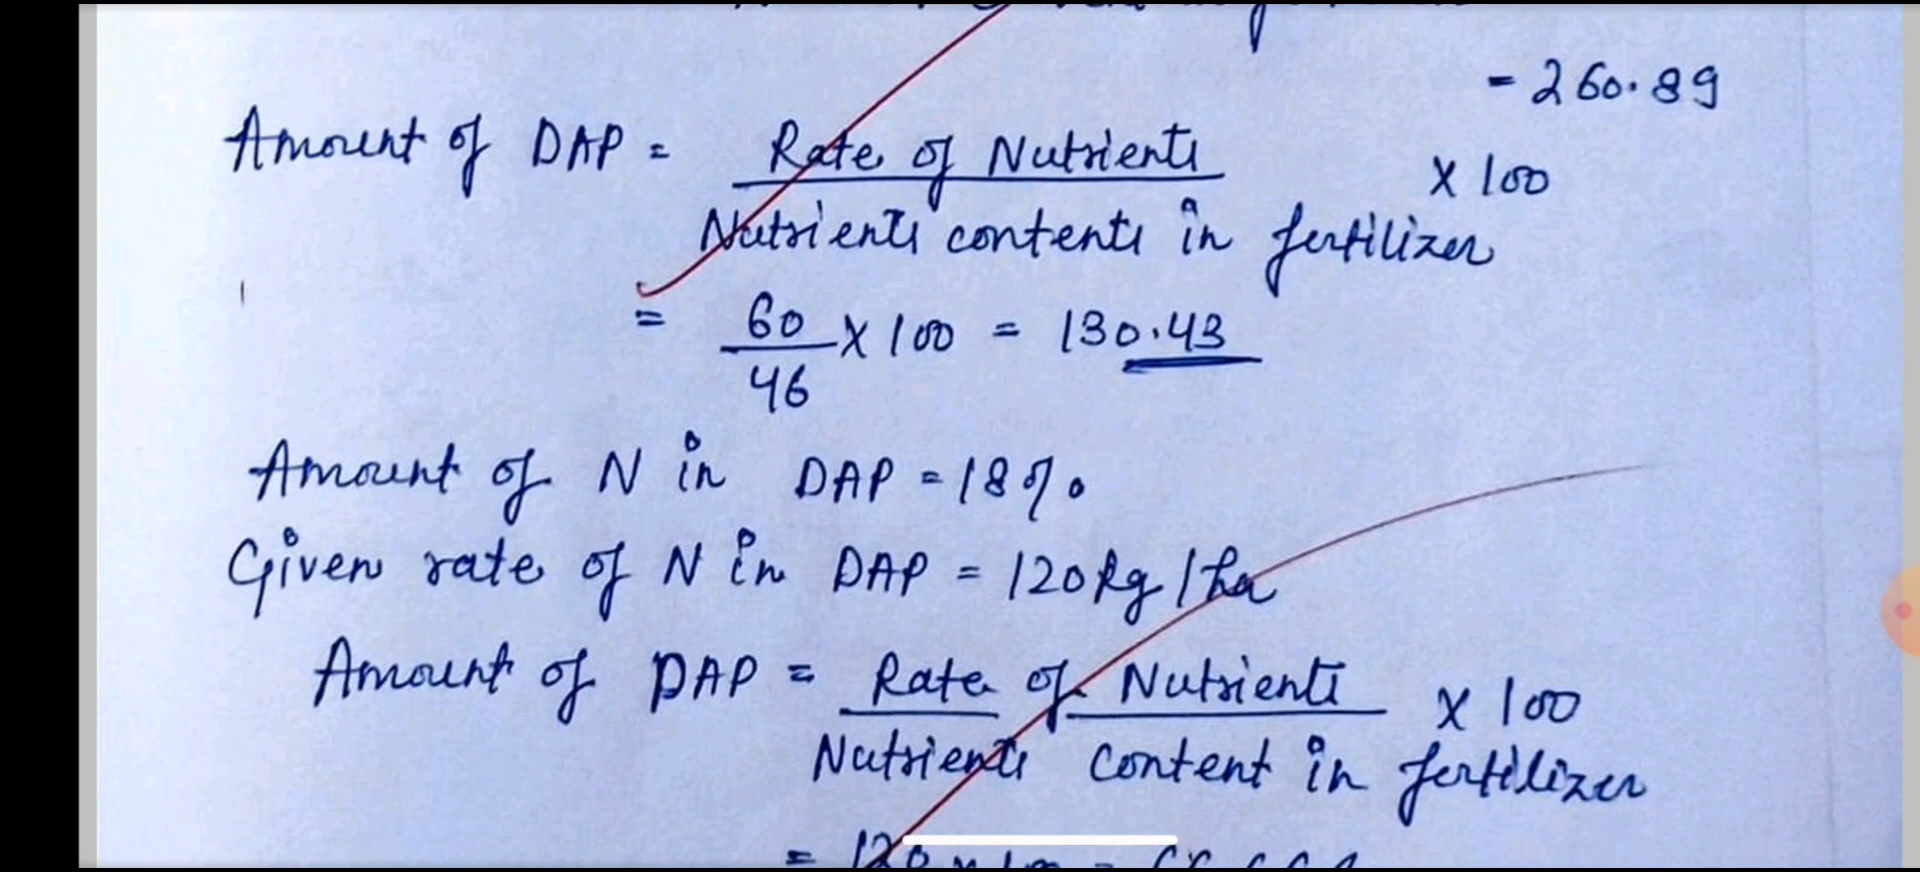 = 260.89
Amount of DAP = Rate of Nutrients
x 100
Nutrients contents in fertilizer
= 60 x 100 = 130.43
46
Amount of N in DAP = 18%
Given rate of N in DAP = 120 kg / ha
Amount of DAP = Rate of Nutrients x 100
Nutrients content in fertilizer
= 120 x 100 =